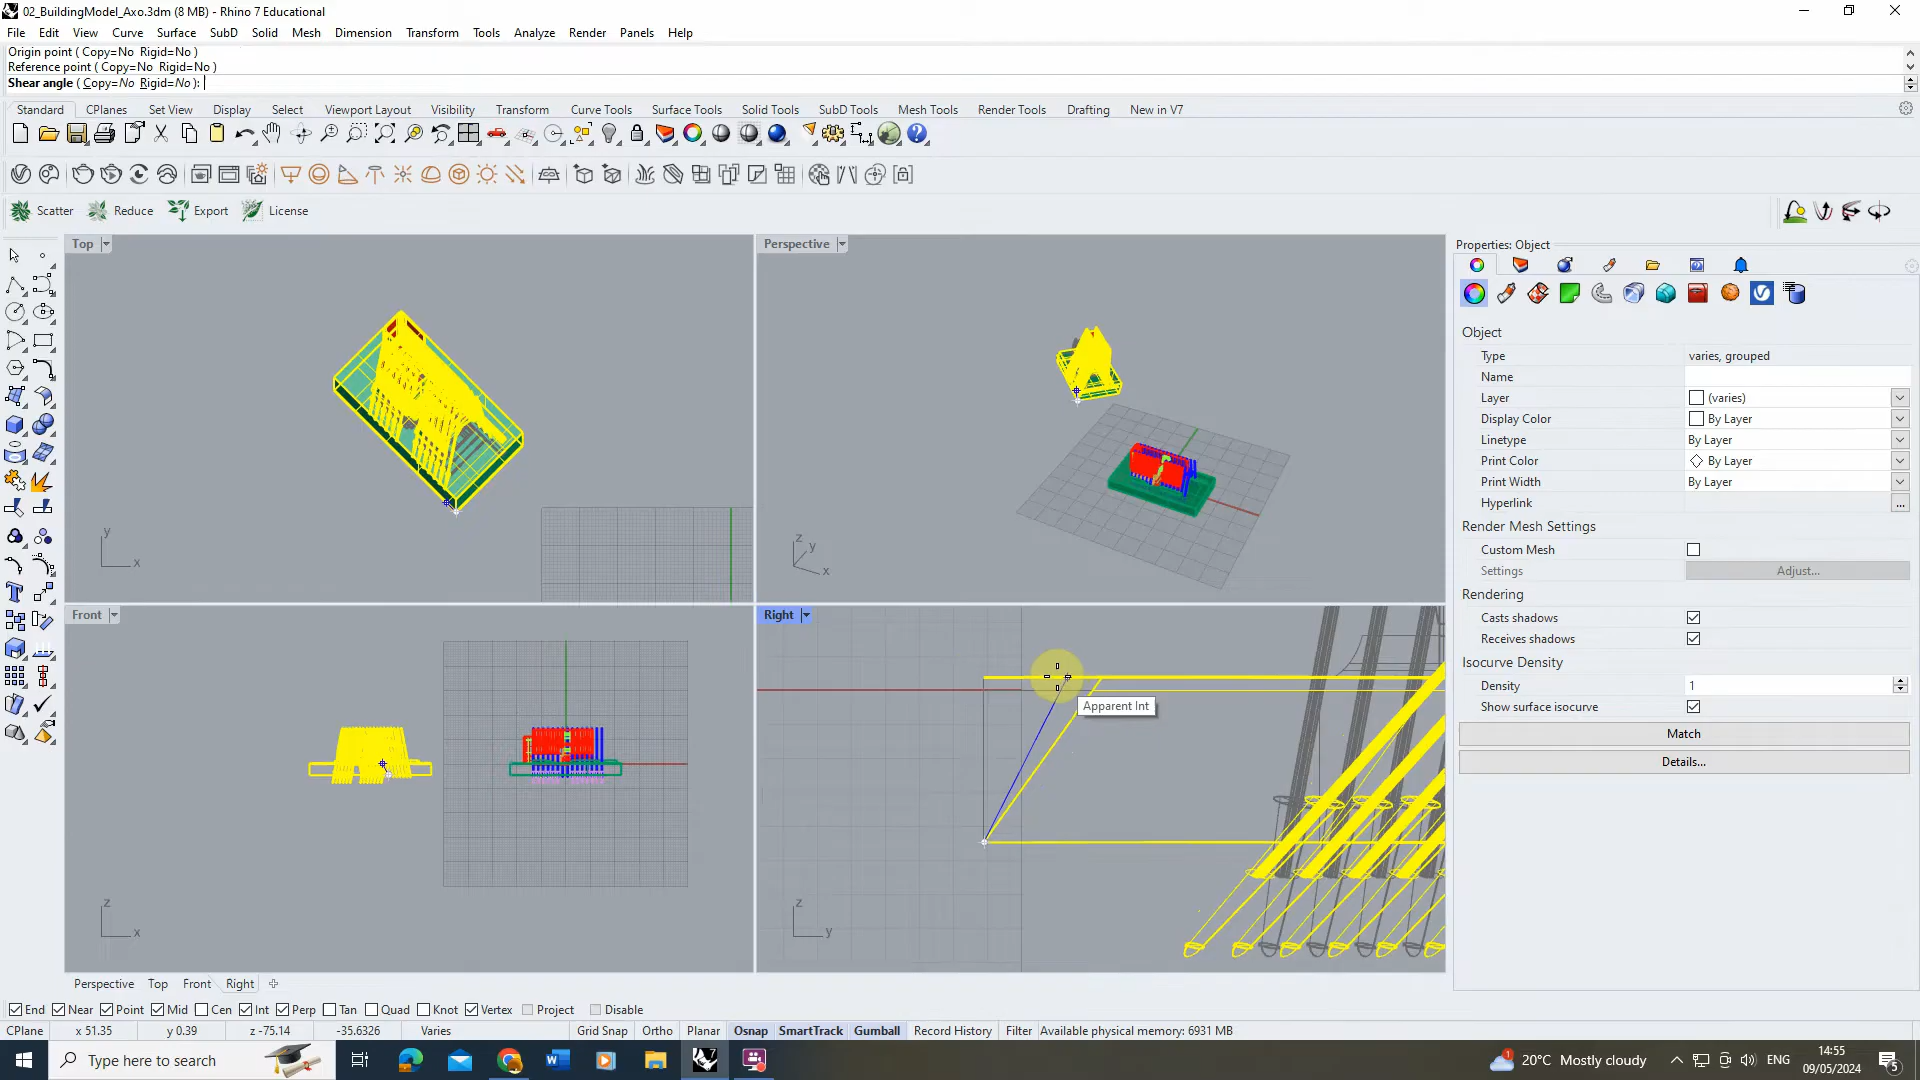 02_BuildingModel_Axo.3dm (8 MB) - Rhino 7 Educational
File Edit View Curve Surface SubD Solid Mesh Dimension Transform Tools Analyze Render Panels Help
Origin point ( Copy=No Rigid=No )
Reference point ( Copy=No Rigid=No )
Shear angle ( Copy=No Rigid=No ):
Standard CPlanes Set View Display Select Viewport Layout Visibility Transform Curve Tools Surface Tools Solid Tools SubD Tools Mesh Tools Render Tools Drafting New in V7
Scatter Reduce Export License
Top
Perspective
Properties: Object
Object
Type varies, grouped
Name
Layer (varies)
Display Color By Layer
Linetype By Layer
Print Color By Layer
Print Width By Layer
Hyperlink ...
Render Mesh Settings
Custom Mesh
Settings Adjust...
Rendering
Casts shadows
Receives shadows
Isocurve Density
Density 1
Show surface isocurve
Match
Details...
y
x
z
y
x
Front
Right
Apparent Int
z
x
z
y
Perspective Top Front Right
End Near Point Mid Cen Int Perp Tan Quad Knot Vertex Project Disable
CPlane x 51.35 y 0.39 z -75.14 -35.6326 Varies Grid Snap Ortho Planar Osnap SmartTrack Gumball Record History Filter Available physical memory: 6931 MB
Type here to search
20°C Mostly cloudy
ENG
14:55
09/05/2024
5